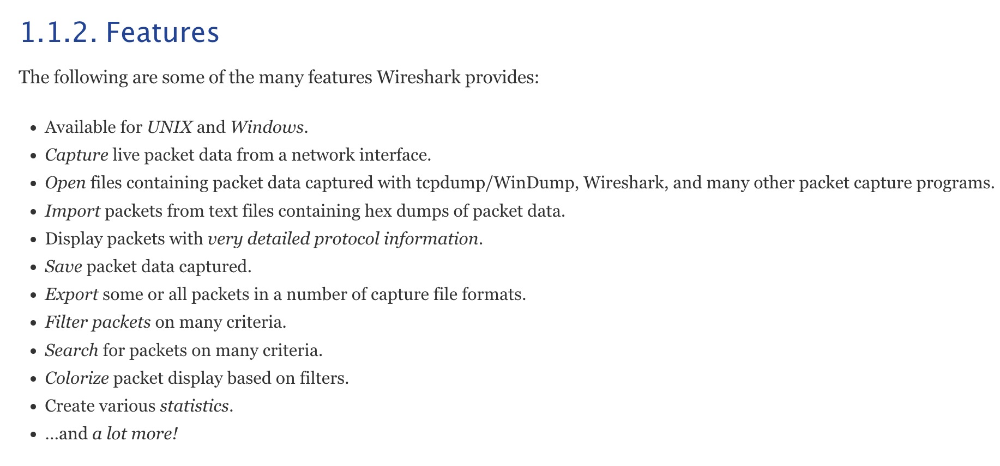 1.1.2. Features
The following are some of the many features Wireshark provides:
• Available for UNIX and Windows.
• Capture live packet data from a network interface.
• Open files containing packet data captured with tcpdump/WinDump, Wireshark, and many other packet capture programs.
• Import packets from text files containing hex dumps of packet data.
• Display packets with very detailed protocol information.
• Save packet data captured.
• Export some or all packets in a number of capture file formats.
• Filter packets on many criteria.
• Search for packets on many criteria.
• Colorize packet display based on filters.
• Create various statistics.
• …and a lot more!